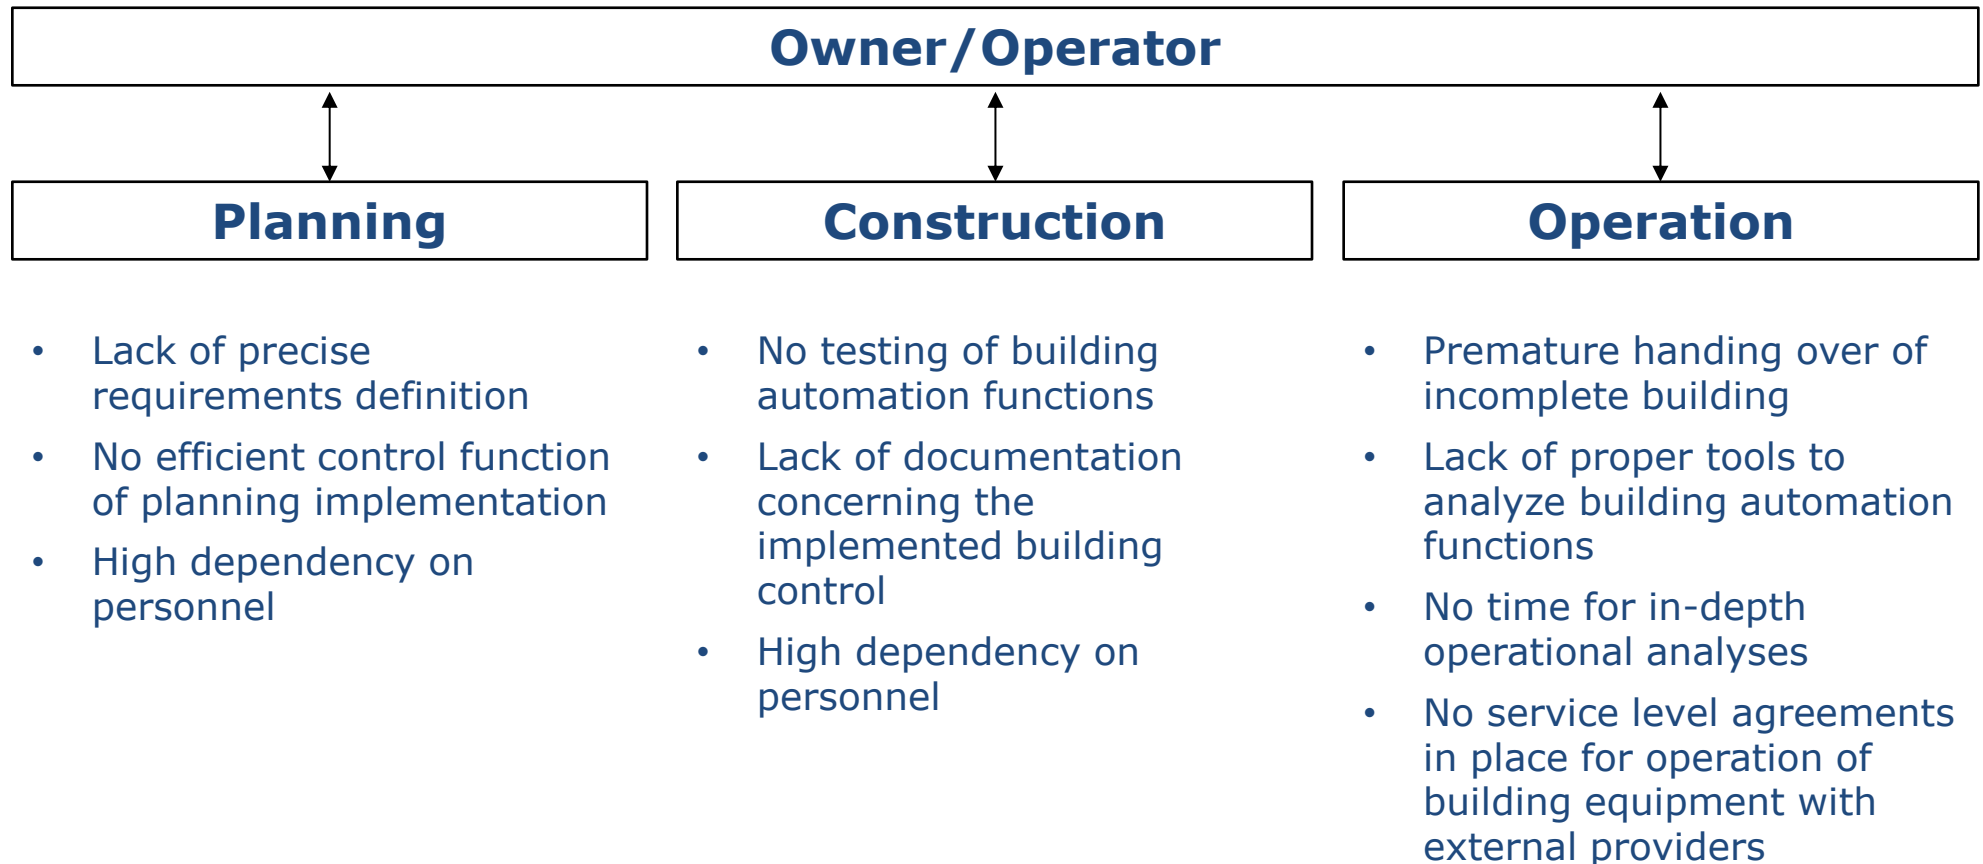 Owner/Operator
Planning
Construction
Operation
• Lack of precise
requirements definition
• No efficient control function
of planning implementation
• High dependency on
personnel
• No testing of building
automation functions
• Lack of documentation
concerning the
implemented building
control
• High dependency on
personnel
• Premature handing over of
incomplete building
• Lack of proper tools to
analyze building automation
functions
• No time for in-depth
operational analyses
• No service level agreements
in place for operation of
building equipment with
external providers